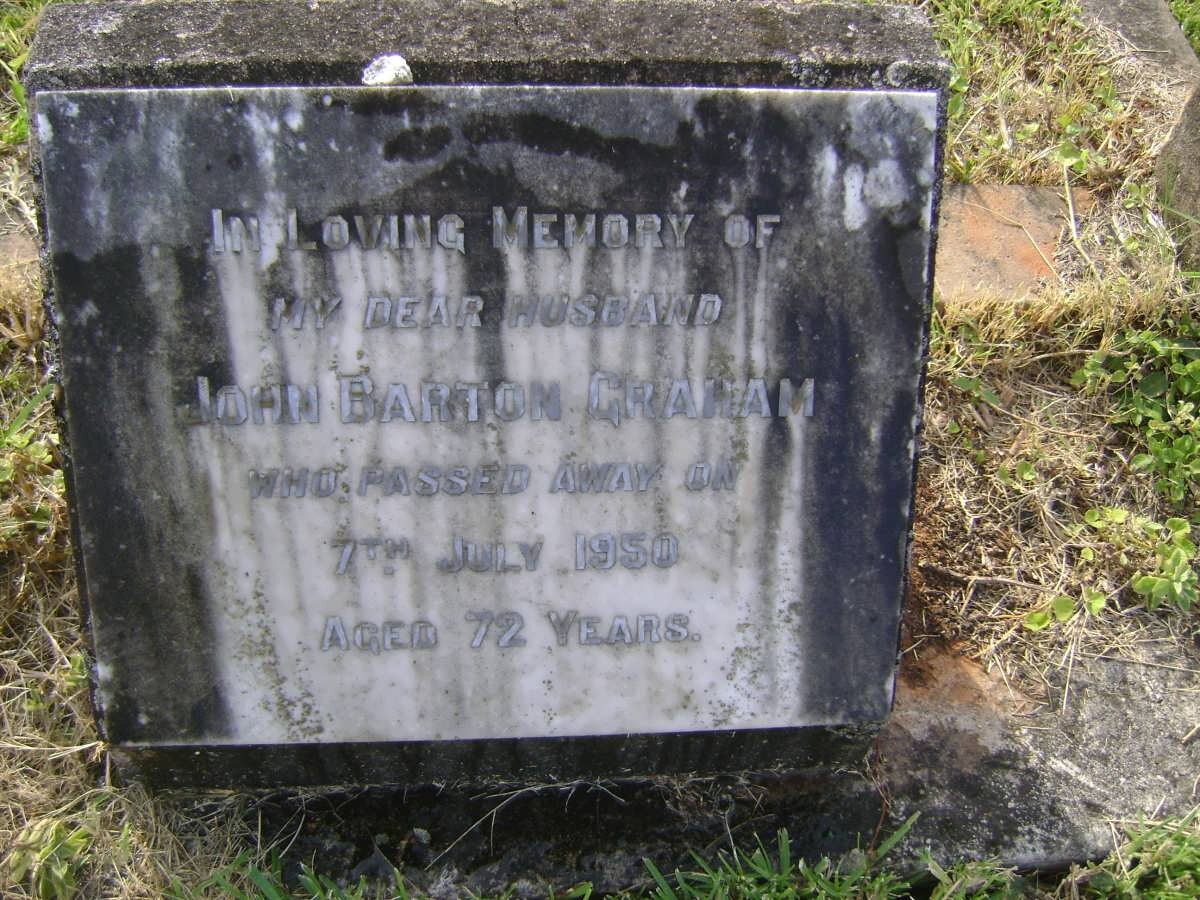 In Loving Memory of
MY DEAR HUSBAND
John Barton Graham
WHO PASSED AWAY ON
7th July 1950
Aged 72 Years.